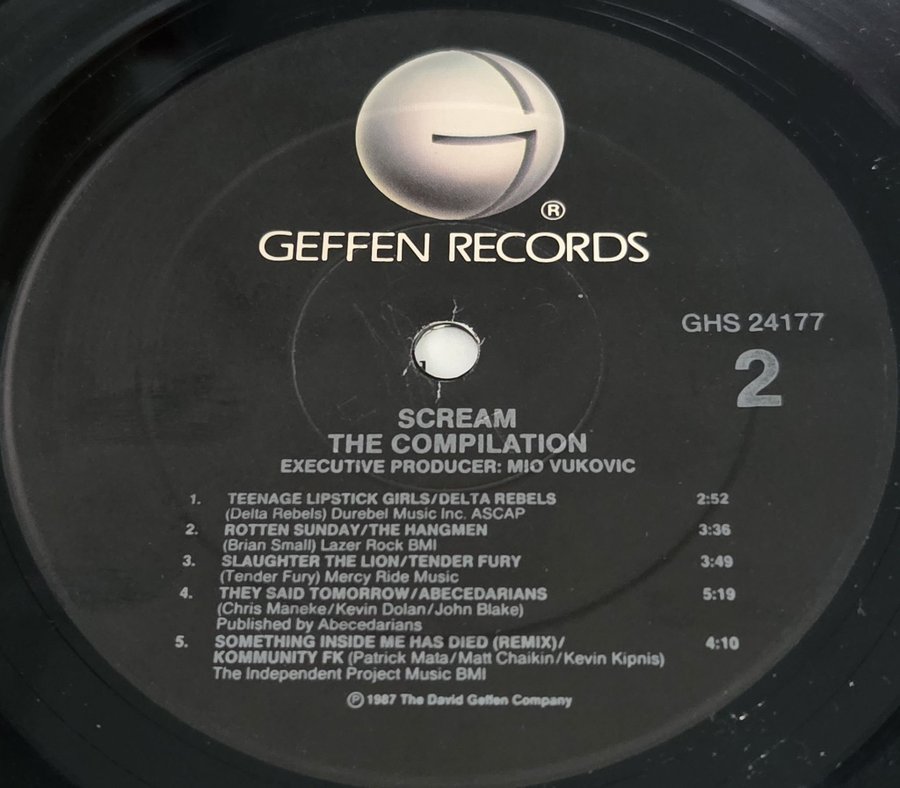 ®
GEFFEN RECORDS
GHS 24177
2
SCREAM
THE COMPILATION
EXECUTIVE PRODUCER: MIO VUKOVIC
1. TEENAGE LIPSTICK GIRLS/DELTA REBELS 2:52
(Delta Rebels) Durebel Music Inc. ASCAP
2. ROTTEN SUNDAY/THE HANGMEN 3:36
(Brian Small) Lazer Rock BMI
3. SLAUGHTER THE LION/TENDER FURY 3:49
(Tender Fury) Mercy Ride Music
4. THEY SAID TOMORROW/ABECEDARIANS 5:19
(Chris Maneke/Kevin Dolan/John Blake)
Published by Abecedarians
5. SOMETHING INSIDE ME HAS DIED (REMIX)/ 4:10
KOMMUNITY FK (Patrick Mata/Matt Chaikin/Kevin Kipnis)
The Independent Project Music BMI
℗ 1987 The David Geffen Company